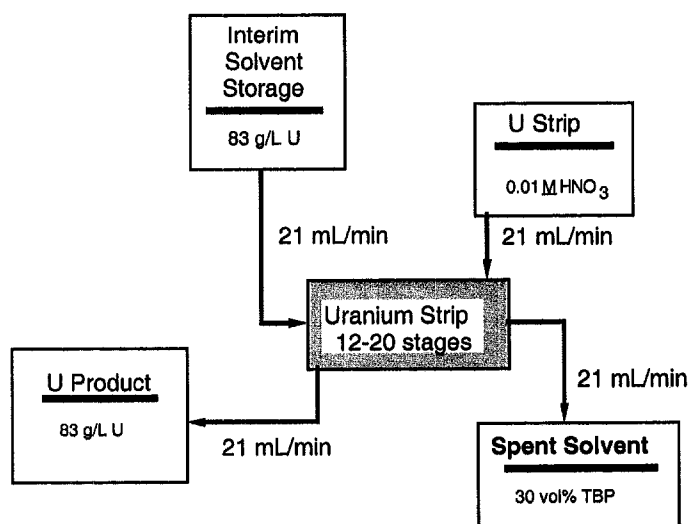 Interim
Solvent
Storage
83 g/L U
U Strip
0.01 M HNO3
21 mL/min
21 mL/min
Uranium Strip
12-20 stages
U Product
83 g/L U
21 mL/min
21 mL/min
Spent Solvent
30 vol% TBP